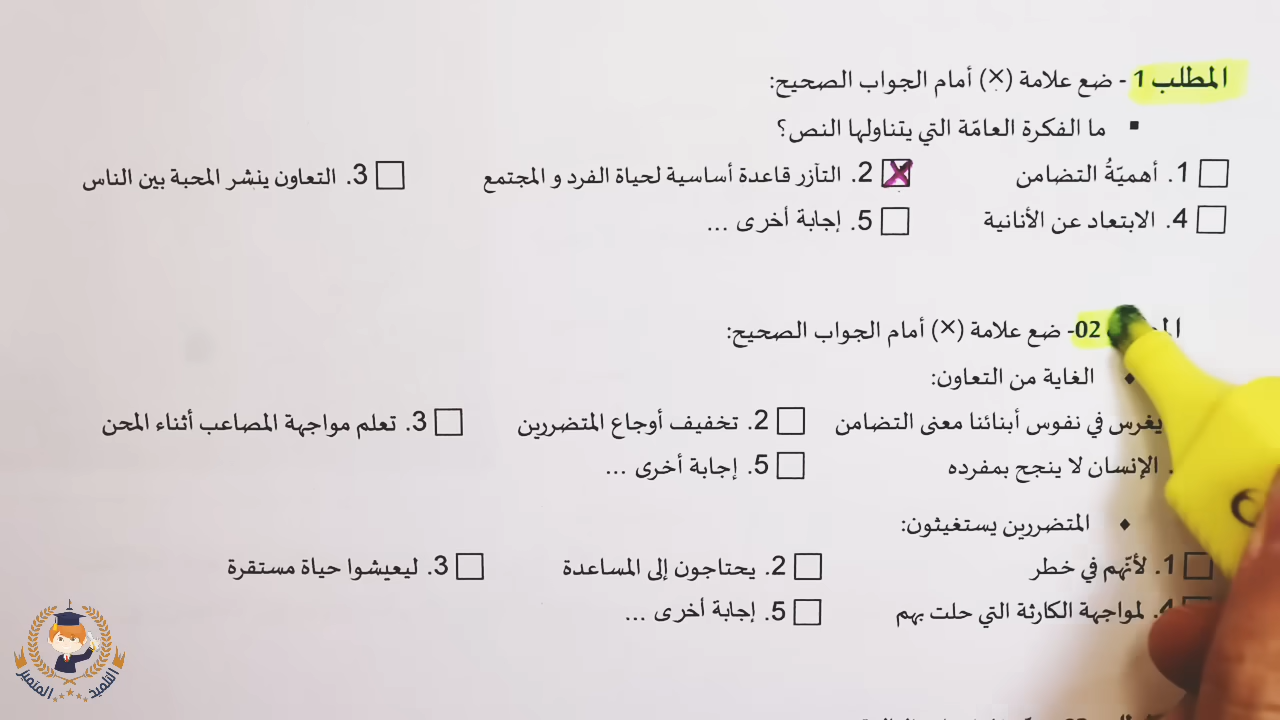 المطلب 1 - ضع علامة (×) أمام الجواب الصحيح:
▪ ما الفكرة العامّة التي يتناولها النص؟
1. أهميّةُ التضامن 2. التآزر قاعدة أساسية لحياة الفرد و المجتمع 3. التعاون ينشر المحبة بين الناس
4. الابتعاد عن الأنانية 5. إجابة أخرى ...
02- ضع علامة (×) أمام الجواب الصحيح:
♦ الغاية من التعاون:
يغرس في نفوس أبنائنا معنى التضامن 2. تخفيف أوجاع المتضررين 3. تعلم مواجهة المصاعب أثناء المحن
. الإنسان لا ينجح بمفرده 5. إجابة أخرى ...
♦ المتضررين يستغيثون:
1. لأنّهم في خطر 2. يحتاجون إلى المساعدة 3. ليعيشوا حياة مستقرة
4. لمواجهة الكارثة التي حلت بهم 5. إجابة أخرى ...
التلميذ المتميز